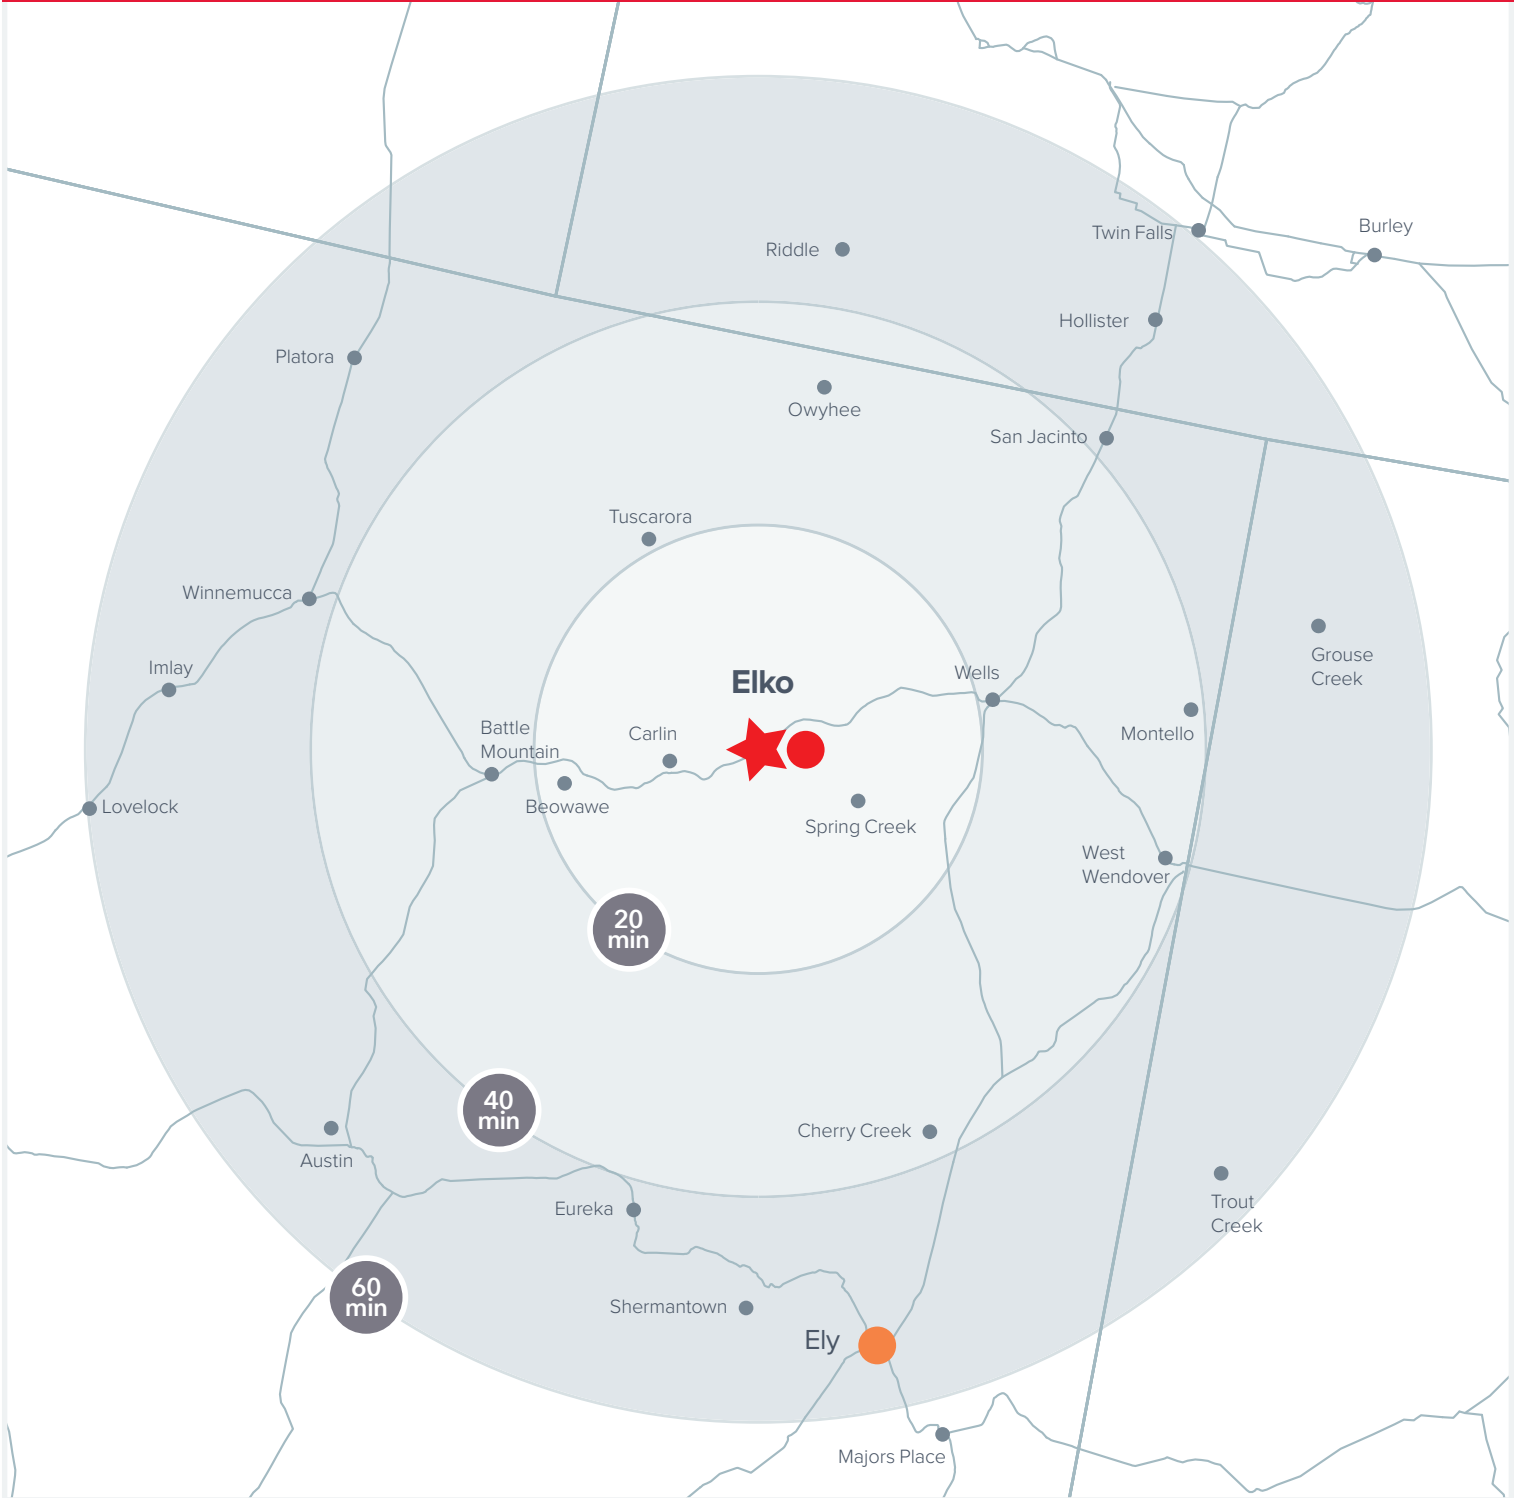 Burley
Twin Falls
Riddle
Hollister
Platora
Owyhee
San Jacinto
Tuscarora
Winnemucca
Grouse
Creek
Imlay
Wells
Elko
Battle
Mountain
Carlin
Montello
Lovelock
Beowawe
Spring Creek
West
Wendover
20
min
40
min
Cherry Creek
Austin
Trout
Creek
Eureka
60
min
Shermantown
Ely
Majors Place